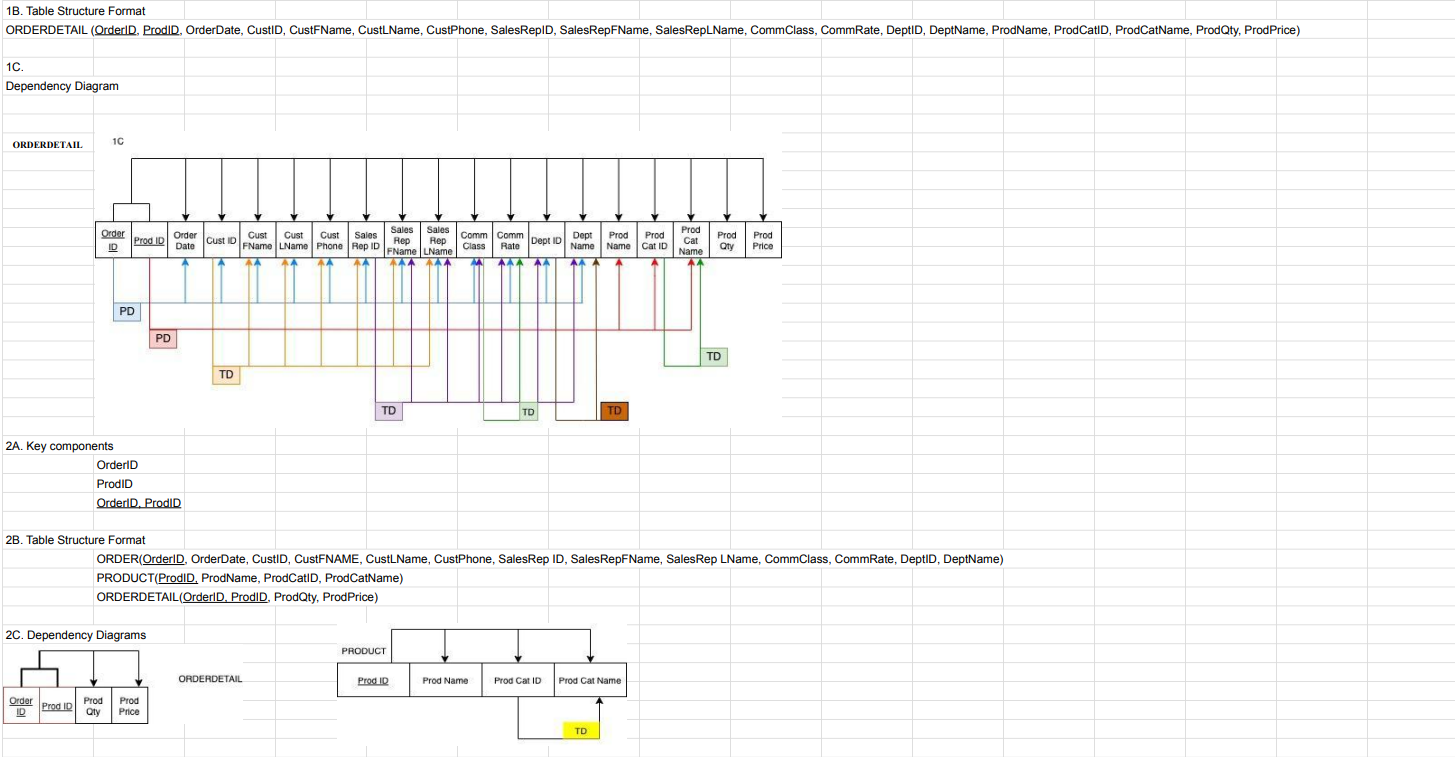 1B. Table Structure Format
ORDERDETAIL (OrderID, ProdID, OrderDate, CustID, CustFName, CustLName, CustPhone, SalesRepID, SalesRepFName, SalesRepLName, CommClass, CommRate, DeptID, DeptName, ProdName, ProdCatID, ProdCatName, ProdQty, ProdPrice)
1C.
Dependency Diagram
ORDERDETAIL
1C
Order
ID
Prod ID
Order
Date
Cust ID
Cust
FName
Cust
LName
Cust
Phone
Sales
Rep ID
Sales
Rep
FName
Sales
Rep
LName
Comm
Class
Comm
Rate
Dept ID
Dept
Name
Prod
Name
Prod
Cat ID
Prod
Cat
Name
Prod
Qty
Prod
Price
PD
PD
TD
TD
TD
TD
TD
2A. Key components
OrderID
ProdID
OrderID, ProdID
2B. Table Structure Format
ORDER(OrderID, OrderDate, CustID, CustFNAME, CustLName, CustPhone, SalesRep ID, SalesRepFName, SalesRep LName, CommClass, CommRate, DeptID, DeptName)
PRODUCT(ProdID, ProdName, ProdCatID, ProdCatName)
ORDERDETAIL(OrderID, ProdID, ProdQty, ProdPrice)
2C. Dependency Diagrams
Order
ID
Prod ID
Prod
Qty
Prod
Price
ORDERDETAIL
PRODUCT
Prod ID
Prod Name
Prod Cat ID
Prod Cat Name
TD